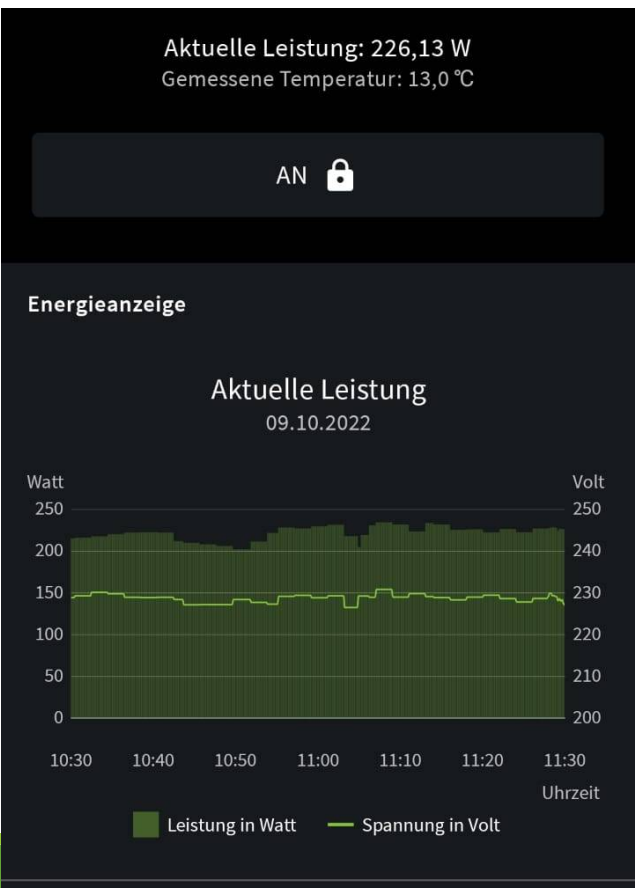 Aktuelle Leistung: 226,13 W
Gemessene Temperatur: 13,0 °C
AN
Energieanzeige
Aktuelle Leistung
09.10.2022
Watt Volt
250 250
200 240
150 230
100 220
50 210
0 200
10:30 10:40 10:50 11:00 11:10 11:20 11:30
Uhrzeit
Leistung in Watt Spannung in Volt